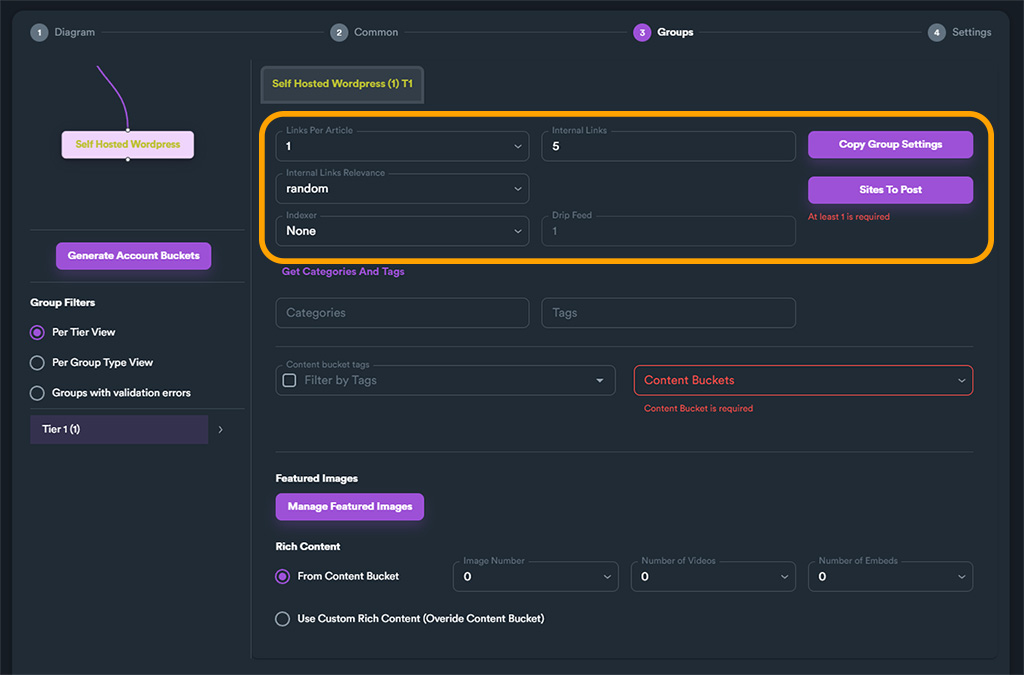 1 Diagram
2 Common
3 Groups
4 Settings
Self Hosted Wordpress
Generate Account Buckets
Group Filters
Per Tier View
Per Group Type View
Groups with validation errors
Tier 1 (1)
Self Hosted Wordpress (1) T1
Links Per Article
1
Internal Links
5
Copy Group Settings
Internal Links Relevance
random
Sites To Post
At least 1 is required
Indexer
None
Drip Feed
1
Get Categories And Tags
Categories
Tags
Content bucket tags
Filter by Tags
Content Buckets
Content Bucket is required
Featured Images
Manage Featured Images
Rich Content
From Content Bucket
Image Number
0
Number of Videos
0
Number of Embeds
0
Use Custom Rich Content (Overide Content Bucket)